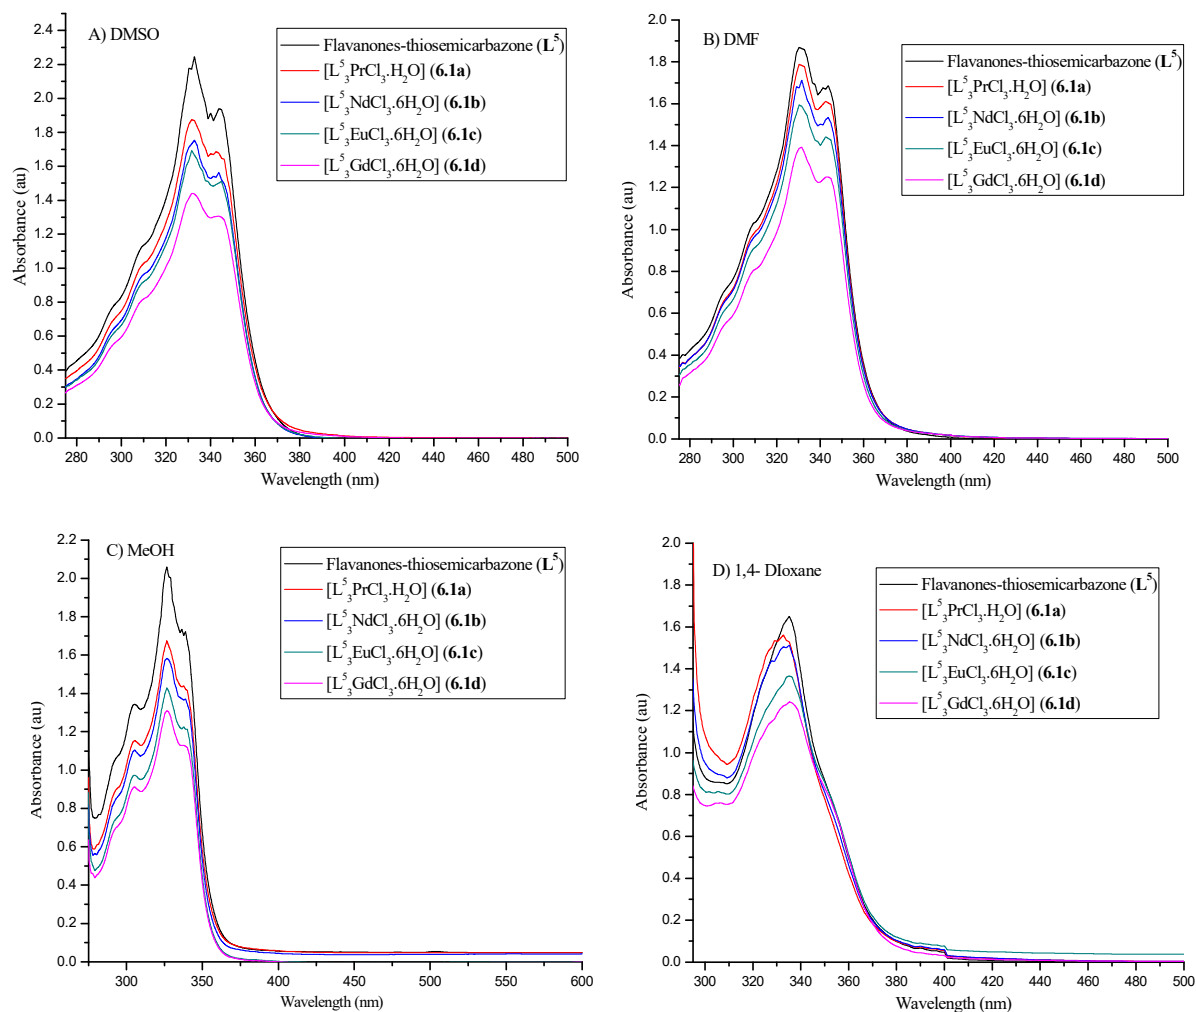 A) DMSO
Flavanones-thiosemicarbazone (L⁵)
[L⁵₃PrCl₃.H₂O] (6.1a)
[L⁵₃NdCl₃.6H₂O] (6.1b)
[L⁵₃EuCl₃.6H₂O] (6.1c)
[L⁵₃GdCl₃.6H₂O] (6.1d)
Absorbance (au)
2.4
2.2
2.0
1.8
1.6
1.4
1.2
1.0
0.8
0.6
0.4
0.2
0.0
280 300 320 340 360 380 400 420 440 460 480 500
Wavelength (nm)
B) DMF
Flavanones-thiosemicarbazone (L⁵)
[L⁵₃PrCl₃.H₂O] (6.1a)
[L⁵₃NdCl₃.6H₂O] (6.1b)
[L⁵₃EuCl₃.6H₂O] (6.1c)
[L⁵₃GdCl₃.6H₂O] (6.1d)
Absorbance (au)
2.0
1.8
1.6
1.4
1.2
1.0
0.8
0.6
0.4
0.2
0.0
280 300 320 340 360 380 400 420 440 460 480 500
Wavelength (nm)
C) MeOH
Flavanones-thiosemicarbazone (L⁵)
[L⁵₃PrCl₃.H₂O] (6.1a)
[L⁵₃NdCl₃.6H₂O] (6.1b)
[L⁵₃EuCl₃.6H₂O] (6.1c)
[L⁵₃GdCl₃.6H₂O] (6.1d)
Absorbance (au)
2.2
2.0
1.8
1.6
1.4
1.2
1.0
0.8
0.6
0.4
0.2
0.0
300 350 400 450 500 550 600
Wavelength (nm)
D) 1,4- DIoxane
Flavanones-thiosemicarbazone (L⁵)
[L⁵₃PrCl₃.H₂O] (6.1a)
[L⁵₃NdCl₃.6H₂O] (6.1b)
[L⁵₃EuCl₃.6H₂O] (6.1c)
[L⁵₃GdCl₃.6H₂O] (6.1d)
Absorbance (au)
2.0
1.8
1.6
1.4
1.2
1.0
0.8
0.6
0.4
0.2
0.0
300 320 340 360 380 400 420 440 460 480 500
Wavelength (nm)